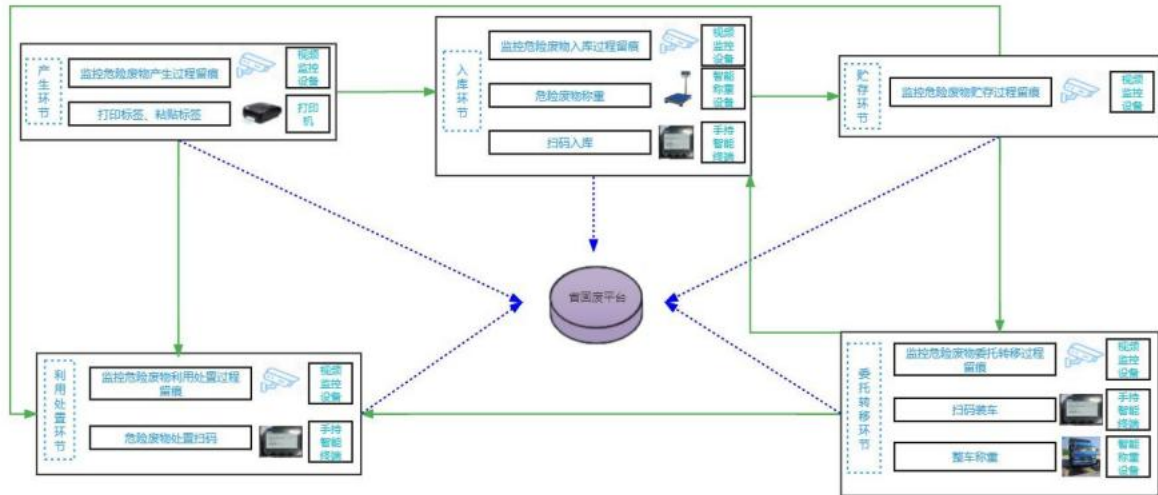 产生环节
监控危险废物产生过程留痕
视频监控设备
打印标签、粘贴标签
打印机
入库环节
监控危险废物入库过程留痕
视频监控设备
危险废物称重
智能称重设备
扫码入库
手持智能终端
贮存环节
监控危险废物贮存过程留痕
视频监控设备
省固废平台
利用处置环节
监控危险废物利用处置过程
留痕
视频监控设备
危险废物处置扫码
手持智能终端
委托转移环节
监控危险废物委托转移过程
留痕
视频监控设备
扫码装车
手持智能终端
整车称重
智能称重设备